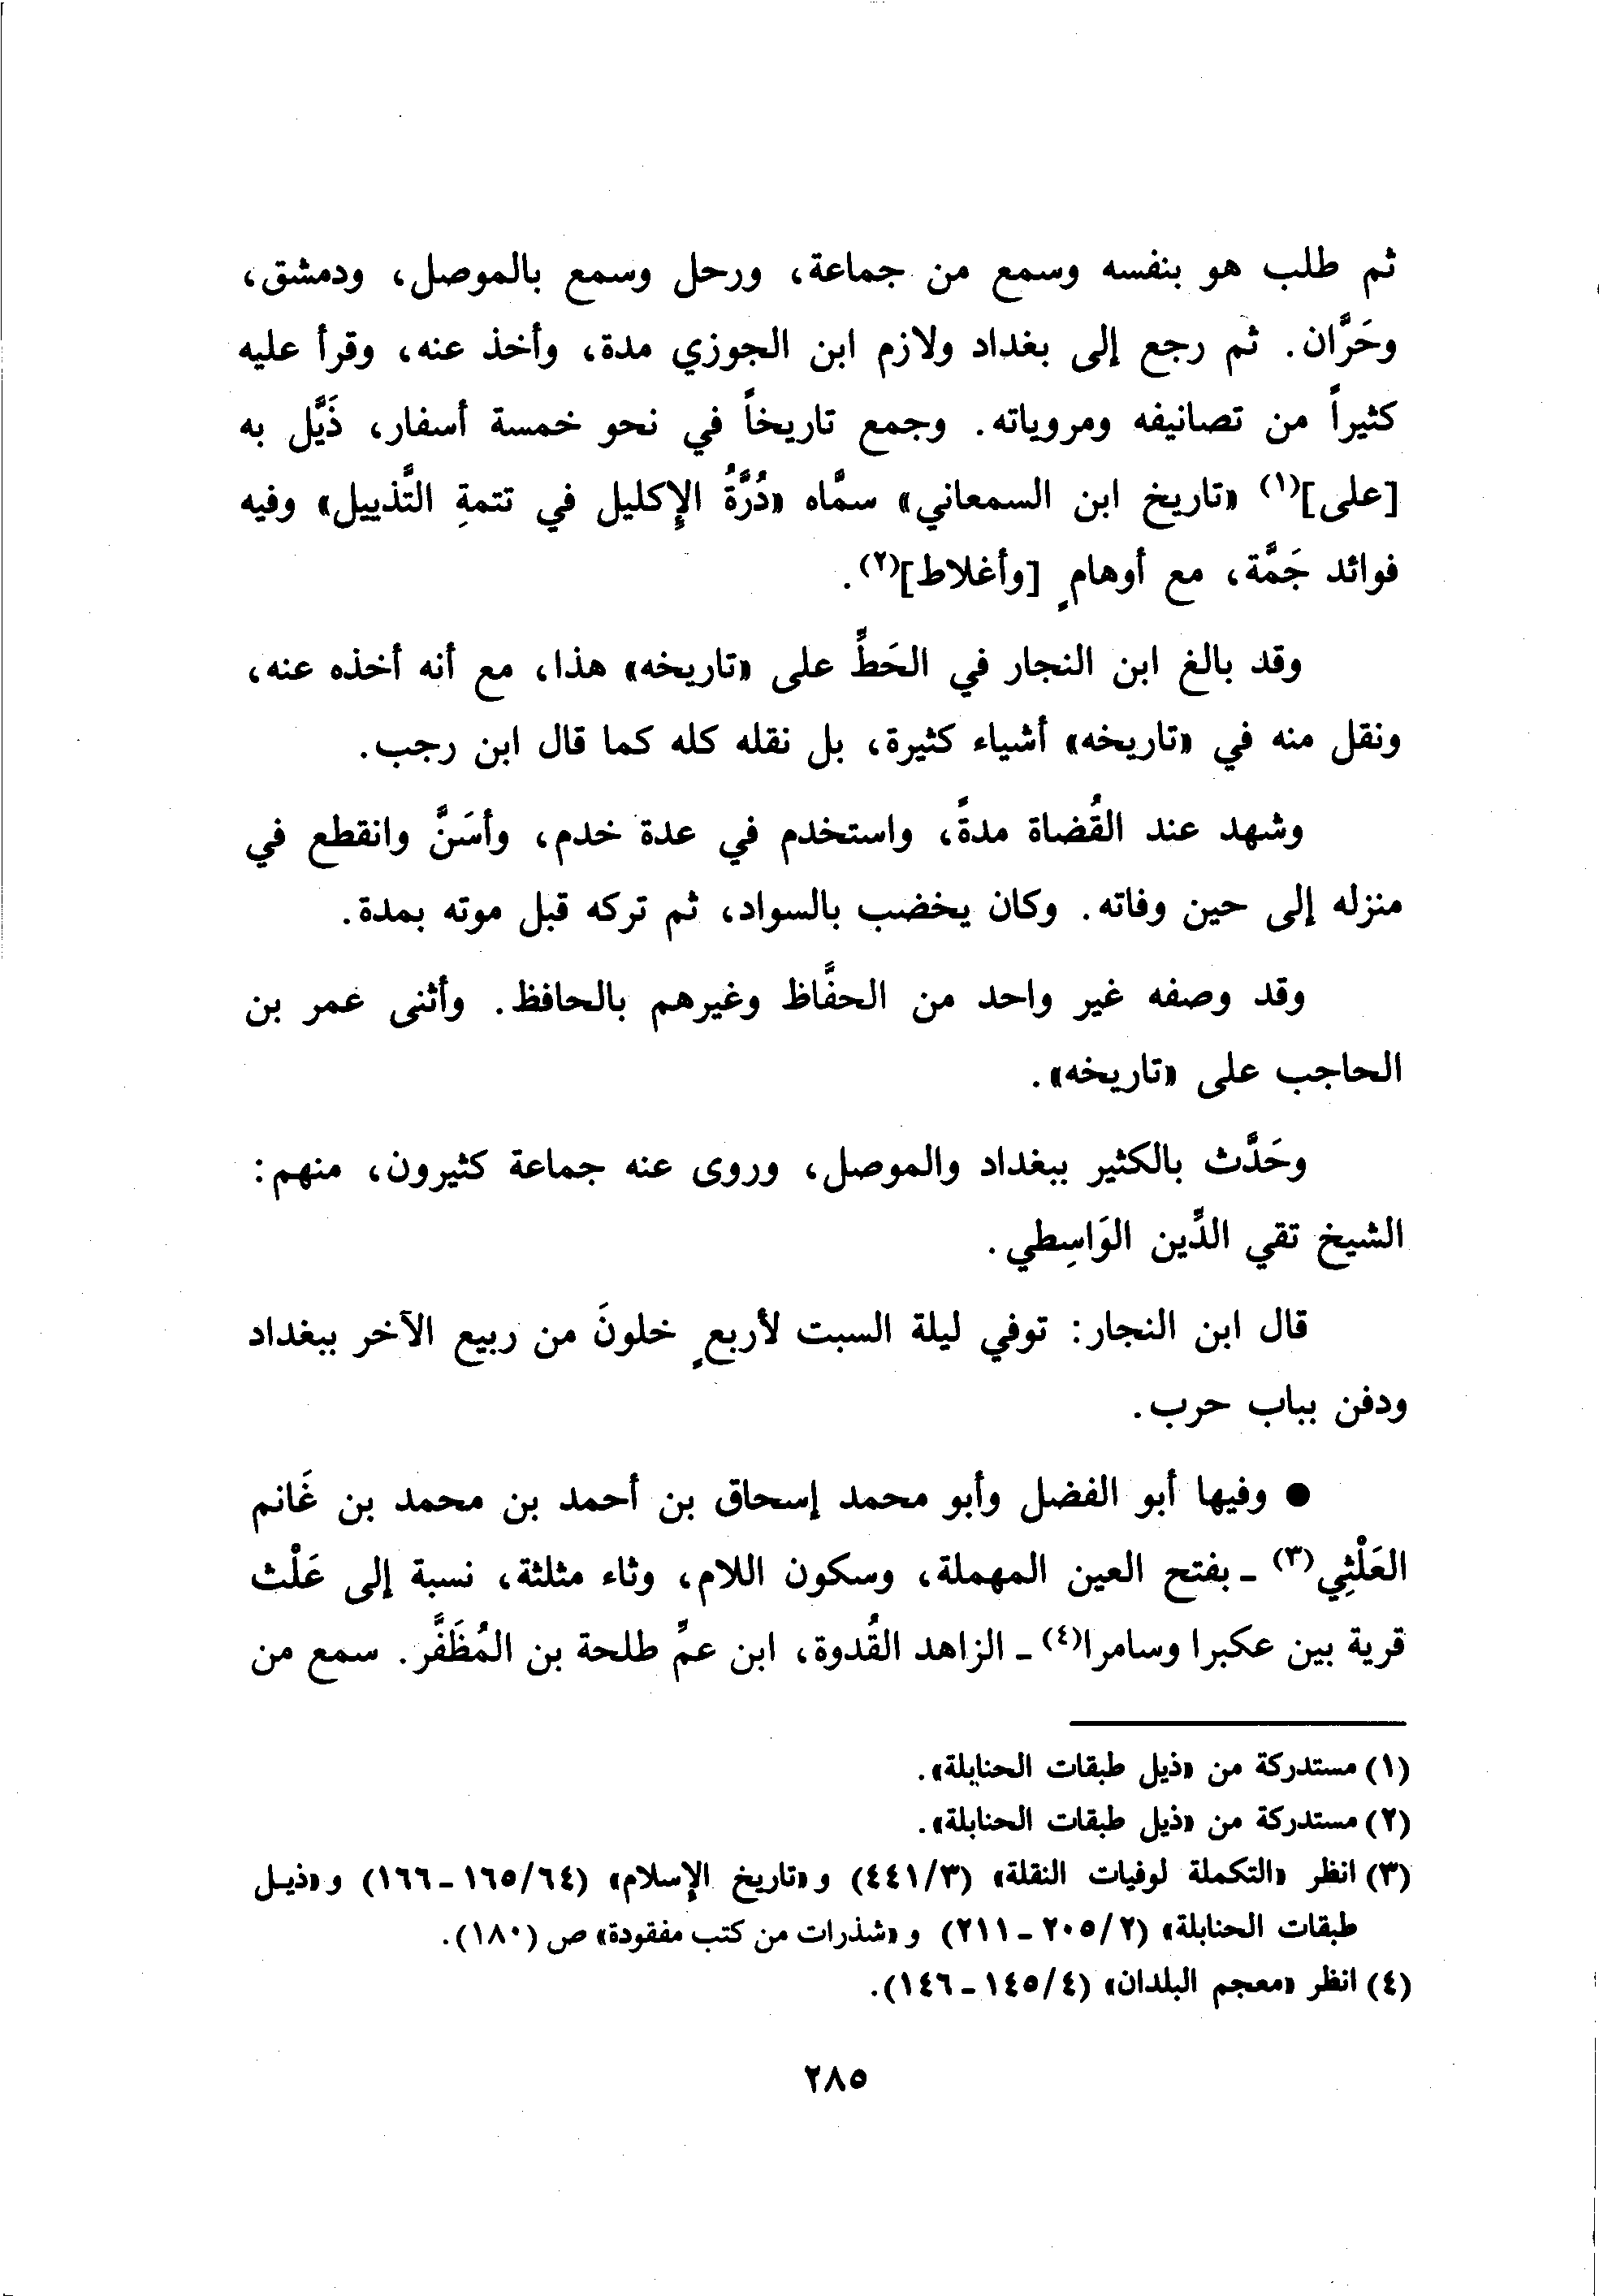 ثم طلب هو بنفسه وسمع من جماعة، ورحل وسمع بالموصل، ودمشق،
وحَرَّان. ثم رجع إلى بغداد ولازم ابن الجوزي مدة، وأخذ عنه، وقرأ عليه
كثيراً من تصانيفه ومروياته. وجمع تاريخاً في نحو خمسة أسفار، ذَيَّل به
[على](١) «تاريخ ابن السمعاني» سمَّاه «دُرَّةُ الإِكليل في تتمةِ التَّذييل» وفيه
فوائد جَمَّة، مع أوهامٍ [وأغلاط](٢).
وقد بالغ ابن النجار في الحَطِّ على «تاريخه» هذا، مع أنه أخذه عنه،
ونقل منه في «تاريخه» أشياء كثيرة، بل نقله كله كما قال ابن رجب.
وشهد عند القُضاة مدةً، واستخدم في عدة خدم، وأسَنَّ وانقطع في
منزله إلى حين وفاته. وكان يخضب بالسواد، ثم تركه قبل موته بمدة.
وقد وصفه غير واحد من الحفَّاظ وغيرهم بالحافظ. وأثنى عمر بن
الحاجب على «تاريخه».
وحَدَّث بالكثير ببغداد والموصل، وروى عنه جماعة كثيرون، منهم:
الشيخ تقي الدِّين الوَاسِطي.
قال ابن النجار: توفي ليلة السبت لأربعٍ خلونَ من ربيع الآخر ببغداد
ودفن بباب حرب.
● وفيها أبو الفضل وأبو محمد إسحاق بن أحمد بن محمد بن غَانم
العَلْثِي(٣) ـ بفتح العين المهملة، وسكون اللام، وثاء مثلثة، نسبة إلى عَلْث
قرية بين عكبرا وسامرا(٤) ـ الزاهد القُدوة، ابن عمِّ طلحة بن المُظَفَّر. سمع من
(١) مستدركة من «ذيل طبقات الحنابلة».
(٢) مستدركة من «ذيل طبقات الحنابلة».
(٣) انظر «التكملة لوفيات النقلة» (٤٤١/٣) و«تاريخ الإسلام» (١٦٥/٦٤ ـ ١٦٦) و«ذيـل
طبقات الحنابلة» (٢٠٥/٢ ـ ٢١١) و«شذرات من كتب مفقودة» ص (١٨٠).
(٤) انظر «معجم البلدان» (١٤٥/٤ ـ ١٤٦).
٢٨٥